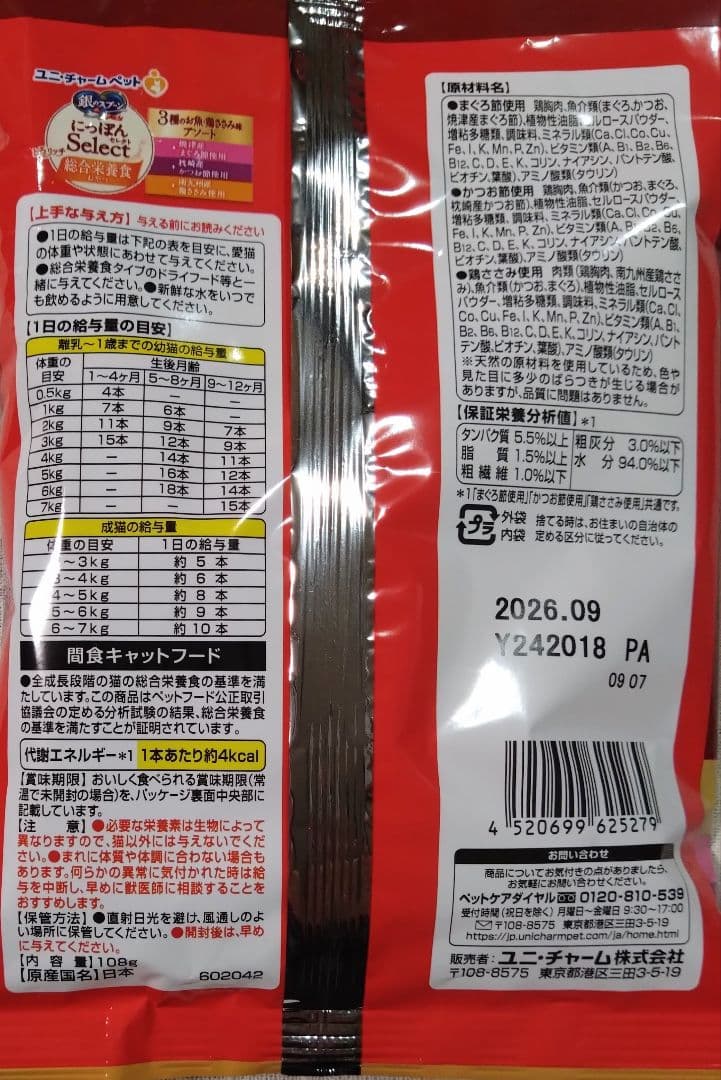 ユニ・チャームペット
銀のスプーン
にっぽん
Select
セレクト
総合栄養食
3種のお魚・鶏ささみ味
アソート
焼津産
まぐろ節使用
枕崎産
かつお節使用
南九州産
鶏ささみ使用
【上手な与え方】 与える前にお読みください
●1日の給与量は下記の表を目安に、愛猫
の体重や状態にあわせて与えてください。
●総合栄養食タイプのドライフード等と一
緒に与えてください。●新鮮な水をいつで
も飲めるように用意してください。
【1日の給与量の目安】
離乳～1歳までの幼猫の給与量
体重の目安 生後月齢
1～4ヶ月 5～8ヶ月 9～12ヶ月
0.5kg 4本 － －
1kg 7本 6本 －
2kg 11本 9本 7本
3kg 15本 12本 9本
4kg － 14本 11本
5kg － 16本 12本
6kg － 18本 14本
7kg － － 15本
成猫の給与量
体重の目安 1日の給与量
～3kg 約 5 本
3～4kg 約 6 本
4～5kg 約 8 本
5～6kg 約 9 本
6～7kg 約 10 本
間食キャットフード
●全成長段階の猫の総合栄養食の基準を満
たしています。この商品はペットフード公正取引
協議会の定める分析試験の結果、総合栄養食
の基準を満たすことが証明されています。
代謝エネルギー*1 1本あたり約4kcal
【賞味期限】おいしく食べられる賞味期限(常
温で未開封の場合)を、パッケージ裏面中央部に
記載しています。
【注 意】●必要な栄養素は生物によって
異なりますので、猫以外には与えないでくだ
さい。●まれに体質や体調に合わない場合も
あります。何らかの異常に気付かれた時は給
与を中断し、早めに獣医師に相談することを
おすすめします。
【保管方法】●直射日光を避け、風通しのよ
い場所に保管してください。●開封後は、早め
に与えてください。
【内 容 量】108g
【原産国名】日本 602042
【原材料名】
●まぐろ節使用 鶏胸肉、魚介類(まぐろ、かつお、
焼津産まぐろ節)、植物性油脂、セルロースパウダー、
増粘多糖類、調味料、ミネラル類(Ca,Cl,Co,Cu,
Fe,I,K,Mn,P,Zn)、ビタミン類(A,B1,B2,B6,
B12,C,D,E,K,コリン,ナイアシン,パントテン酸,
ビオチン,葉酸)、アミノ酸類(タウリン)
●かつお節使用 鶏胸肉、魚介類(かつお、まぐろ、
枕崎産かつお節)、植物性油脂、セルロースパウダー、
増粘多糖類、調味料、ミネラル類(Ca,Cl,Co,Cu,
Fe,I,K,Mn,P,Zn)、ビタミン類(A,B1,B2,B6,
B12,C,D,E,K,コリン,ナイアシン,パントテン酸,
ビオチン,葉酸)、アミノ酸類(タウリン)
●鶏ささみ使用 肉類(鶏胸肉、南九州産鶏ささ
み)、魚介類(かつお、まぐろ)、植物性油脂、セルロース
パウダー、増粘多糖類、調味料、ミネラル類(Ca,Cl,
Co,Cu,Fe,I,K,Mn,P,Zn)、ビタミン類(A,B1,
B2,B6,B12,C,D,E,K,コリン,ナイアシン,パント
テン酸,ビオチン,葉酸)、アミノ酸類(タウリン)
※天然の原材料を使用しているため、色や
見た目に多少のばらつきが生じる場合が
ありますが、品質に問題はありません。
【保証栄養分析値】*1
タンパク質 5.5%以上 粗灰分 3.0%以下
脂 質 1.5%以上 水 分 94.0%以下
粗繊維 1.0%以下
*1「まぐろ節使用」「かつお節使用」「鶏ささみ使用」共通です。
プラ
外袋
内袋
捨てる時は、お住まいの自治体の
定める区分に従ってください。
2026.09
Y242018 PA
09 07
4 520699 625279
お問い合わせ
商品についてお気付きの点がありましたら、
お気軽にお問い合わせください。
ペットケアダイヤル 0120-810-539
受付時間(祝日を除く) 月曜日～金曜日 9:30～17:00
〒108-8575 東京都港区三田3-5-19
https://jp.unicharmpet.com/ja/home.html
販売者：ユニ・チャーム株式会社
〒108-8575 東京都港区三田3-5-19